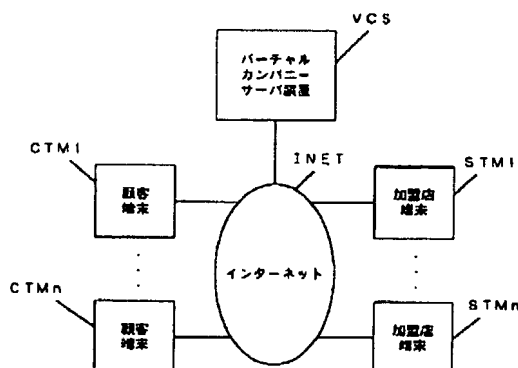 VCS
バーチャル
カンパニー
サーバ装置
CTM1
INET
STM1
顧客
端末
加盟店
端末
インターネット
CTMn
STMn
顧客
端末
加盟店
端末